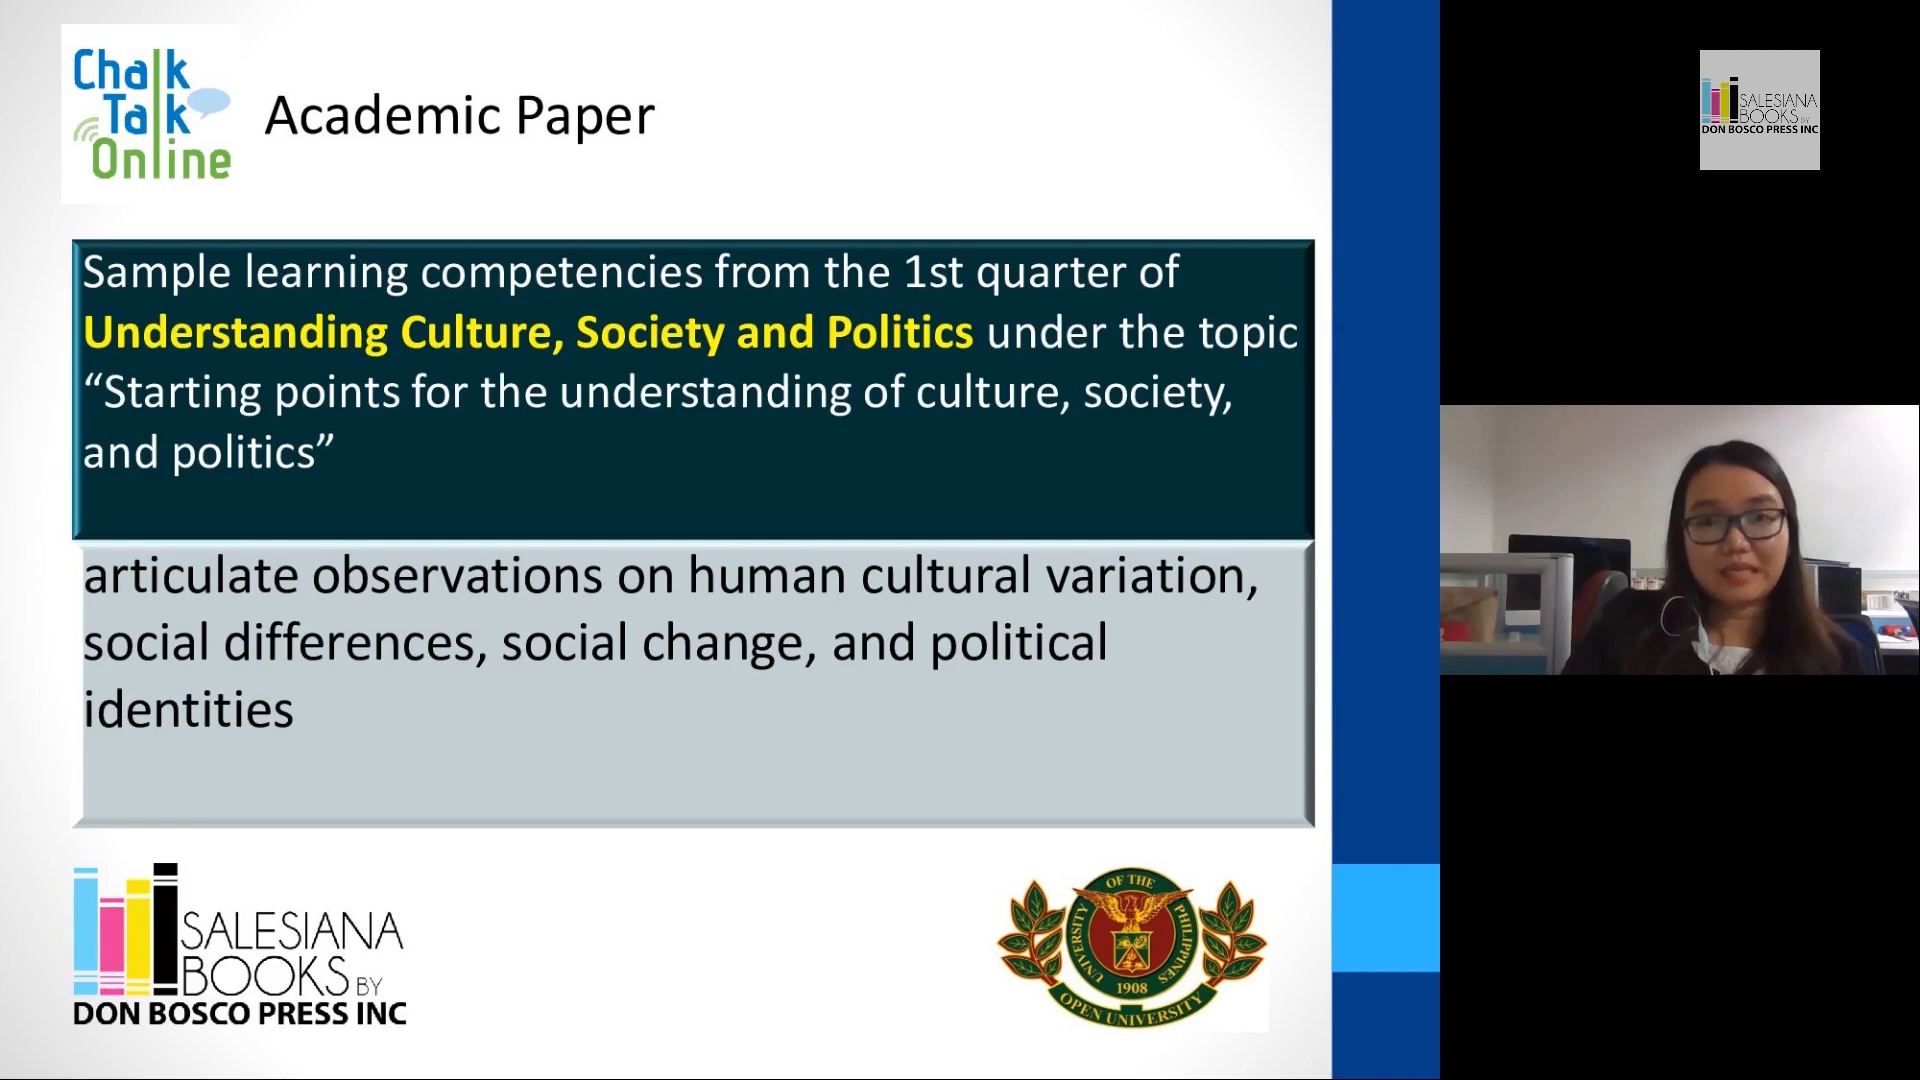 Chalk
Talk
Online
Academic Paper
Sample learning competencies from the 1st quarter of
Understanding Culture, Society and Politics under the topic
“Starting points for the understanding of culture, society,
and politics”
articulate observations on human cultural variation,
social differences, social change, and political
identities
SALESIANA
BOOKS BY
DON BOSCO PRESS INC
UNIVERSITY OF THE PHILIPPINES
1908
OPEN UNIVERSITY
SALESIANA
BOOKS BY
DON BOSCO PRESS INC